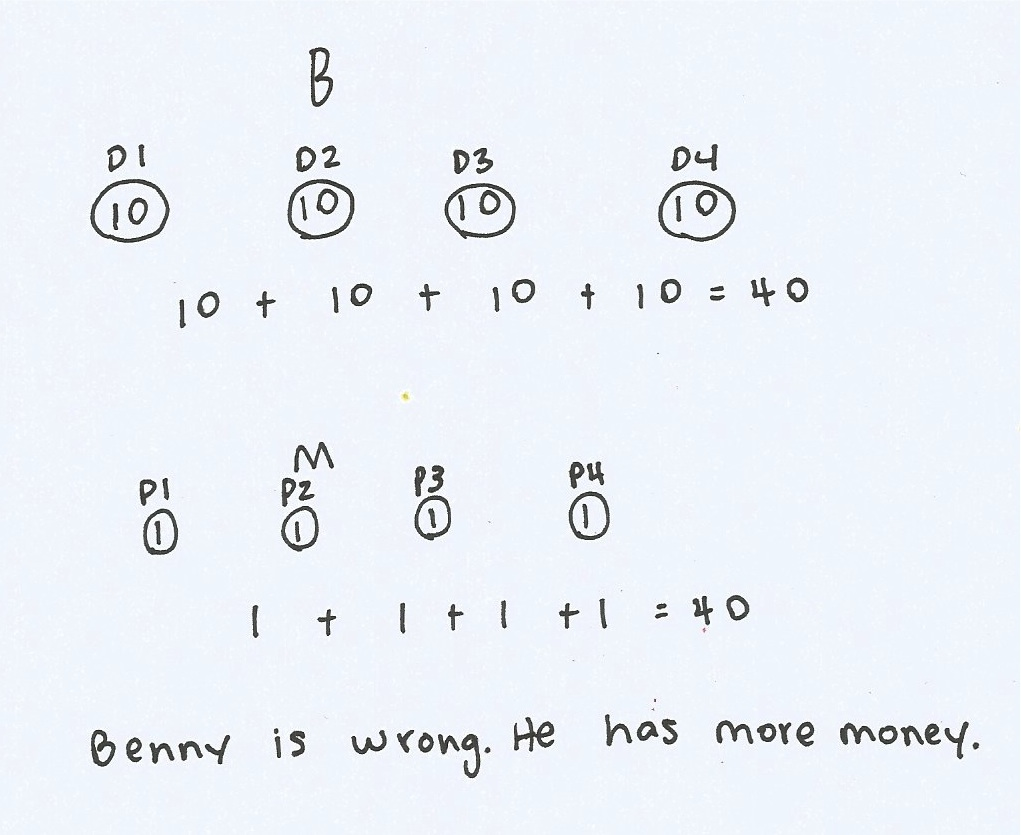 B
D1 D2 D3 D4
10 10 10 10
10 + 10 + 10 + 10 = 40
M
P1 P2 P3 P4
1 1 1 1
1 + 1 + 1 + 1 = 40
Benny is wrong. He has more money.